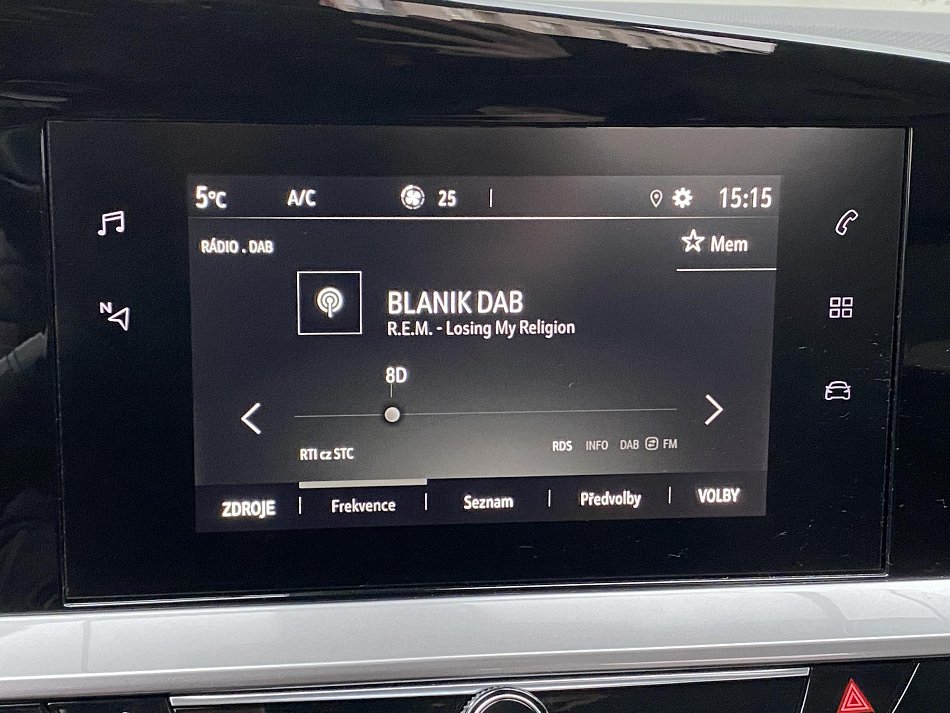 5°C A/C 25 15:15
RÁDIO . DAB Mem
BLANIK DAB
R.E.M. - Losing My Religion
N
8D
RTI cz STC RDS INFO DAB FM
ZDROJE Frekvence Seznam Předvolby VOLBY